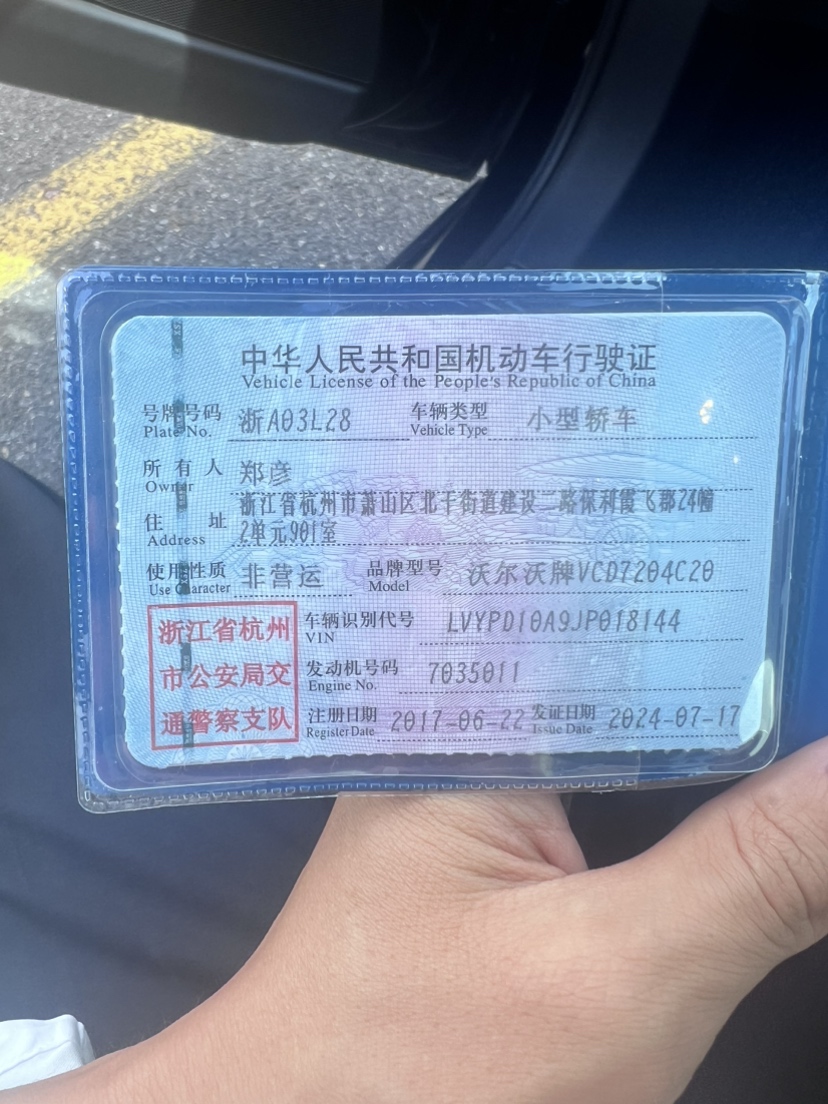 中华人民共和国机动车行驶证
Vehicle License of the People's Republic of China
号牌号码 浙A03L28 车辆类型 小型轿车
Plate No. Vehicle Type
所有人 郑彦
Owner
浙江省杭州市萧山区北干街道建设二路保利霞飞郡24幢
住址 2单元901室
Address
使用性质 非营运 品牌型号 沃尔沃牌VCD7204C20
Use Character Model
浙江省杭州
市公安局交
通警察支队
车辆识别代号 LVYPD10A9JP018144
VIN
发动机号码 7035011
Engine No.
注册日期 2017-06-22 发证日期 2024-07-17
Register Date Issue Date